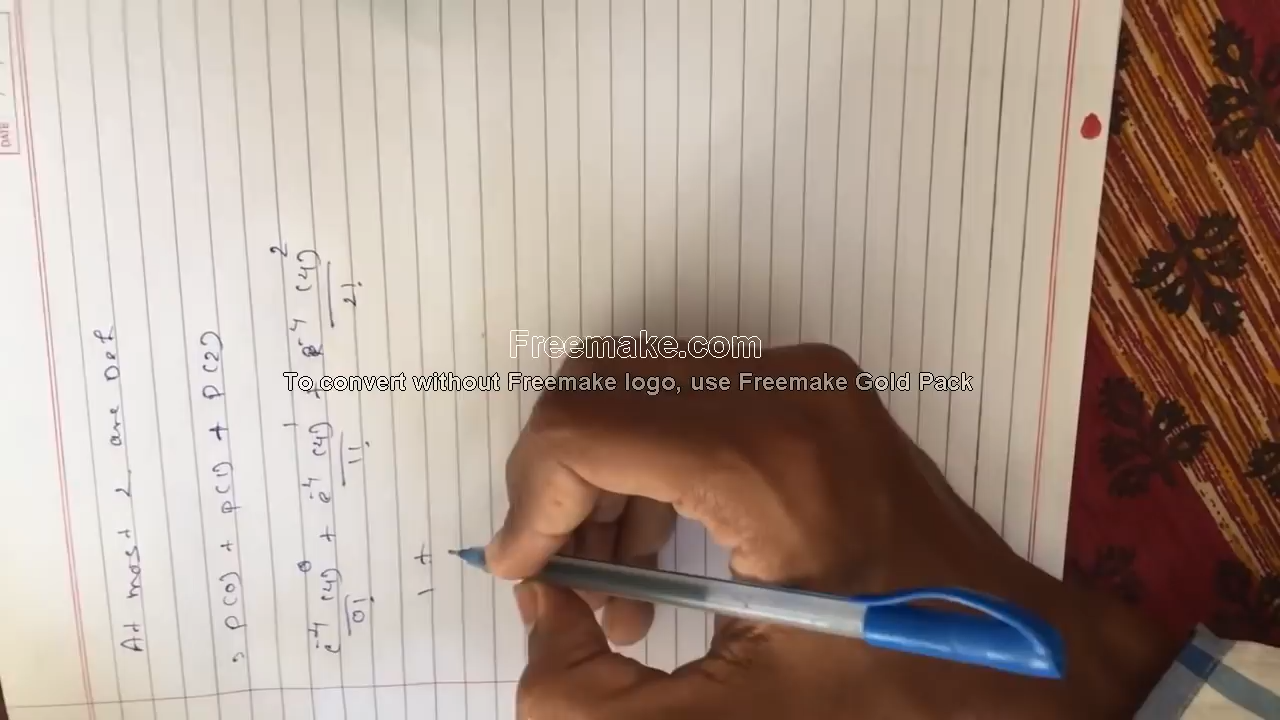 DATE
At most 2 are Def
, P(0) + P(1) + P(2)
e^-4 (4)^0 / 0! + e^-4 (4)^1 / 1! + e^-4 (4)^2 / 2!
1 +
Freemake.com
To convert without Freemake logo, use Freemake Gold Pack